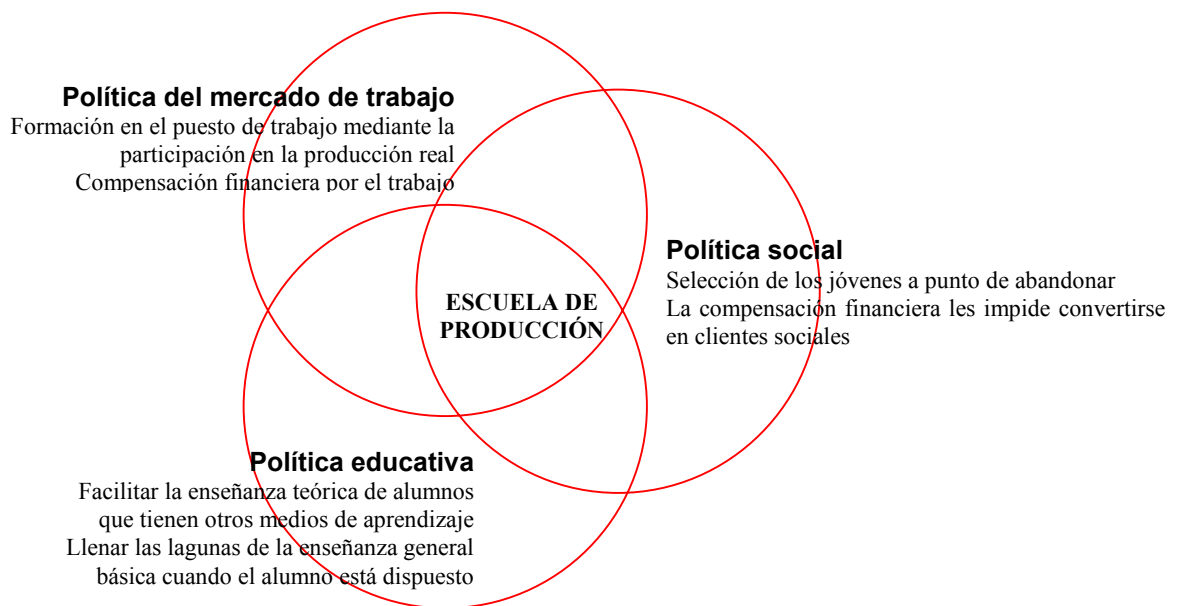 Política del mercado de trabajo
Formación en el puesto de trabajo mediante la
participación en la producción real
Compensación financiera por el trabajo
Política social
Selección de los jóvenes a punto de abandonar
La compensación financiera les impide convertirse
en clientes sociales
ESCUELA DE
PRODUCCIÓN
Política educativa
Facilitar la enseñanza teórica de alumnos
que tienen otros medios de aprendizaje
Llenar las lagunas de la enseñanza general
básica cuando el alumno está dispuesto